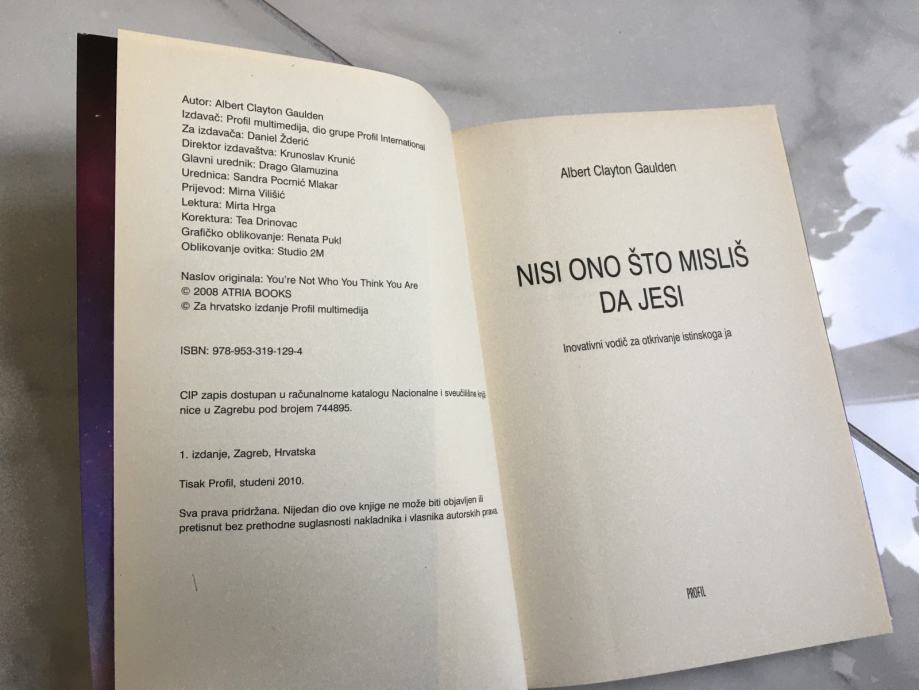 Autor: Albert Clayton Gaulden
Izdavač: Profil multimedija, dio grupe Profil International
Za izdavača: Daniel Žderić
Direktor izdavaštva: Krunoslav Krunić
Glavni urednik: Drago Glamuzina
Urednica: Sandra Pocrnić Mlakar
Prijevod: Mirna Vilišić
Lektura: Mirta Hrga
Korektura: Tea Drinovac
Grafičko oblikovanje: Renata Pukl
Oblikovanje ovitka: Studio 2M
Naslov originala: You're Not Who You Think You Are
© 2008 ATRIA BOOKS
© Za hrvatsko izdanje Profil multimedija
ISBN: 978-953-319-129-4
CIP zapis dostupan u računalnome katalogu Nacionalne i sveučilišne knjiž
nice u Zagrebu pod brojem 744895.
1. izdanje, Zagreb, Hrvatska
Tisak Profil, studeni 2010.
Sva prava pridržana. Nijedan dio ove knjige ne može biti objavljen ili
pretisnut bez prethodne suglasnosti nakladnika i vlasnika autorskih prava.
Albert Clayton Gaulden
NISI ONO ŠTO MISLIŠ
DA JESI
Inovativni vodič za otkrivanje istinskoga ja
PROFIL